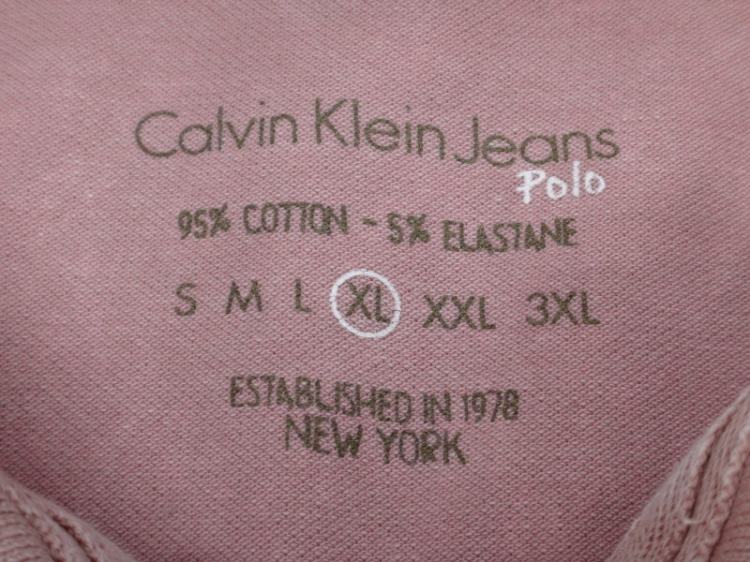 Calvin Klein Jeans
Polo
95% COTTON - 5% ELASTANE
S M L XL XXL 3XL
ESTABLISHED IN 1978
NEW YORK